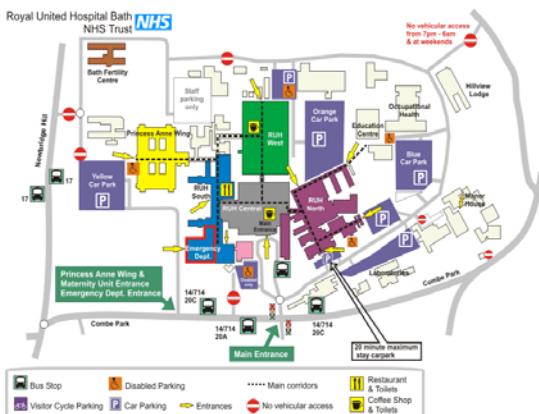 Royal United Hospital Bath NHS
NHS Trust
No vehicular access
from 7pm - 6am
& at weekends
Bath Fertility
Centre
Staff
parking
only
P
Orange
Car Park
Occupational
Health
Hillview
Lodge
Newbridge Hill
Princess Anne Wing
RUH
West
Education
Centre
Yellow
Car Park
P
Blue
Car Park
P
17
17
RUH
South
RUH Central
RUH
North
Manor
House
Main
Entrance
P
P
Emergency
Dept.
P
Disabled
only
P
Laboratories
Princess Anne Wing &
Maternity Unit Entrance
Emergency Dept. Entrance
14/714
20C
Combe Park
Combe Park
14/714
20A
14/714
20C
Main Entrance
20 minute maximum
stay carpark
Bus Stop
Disabled Parking
Main corridors
Restaurant
& Toilets
Visitor Cycle Parking
P Car Parking
Entrances
No vehicular access
Coffee Shop
& Toilets